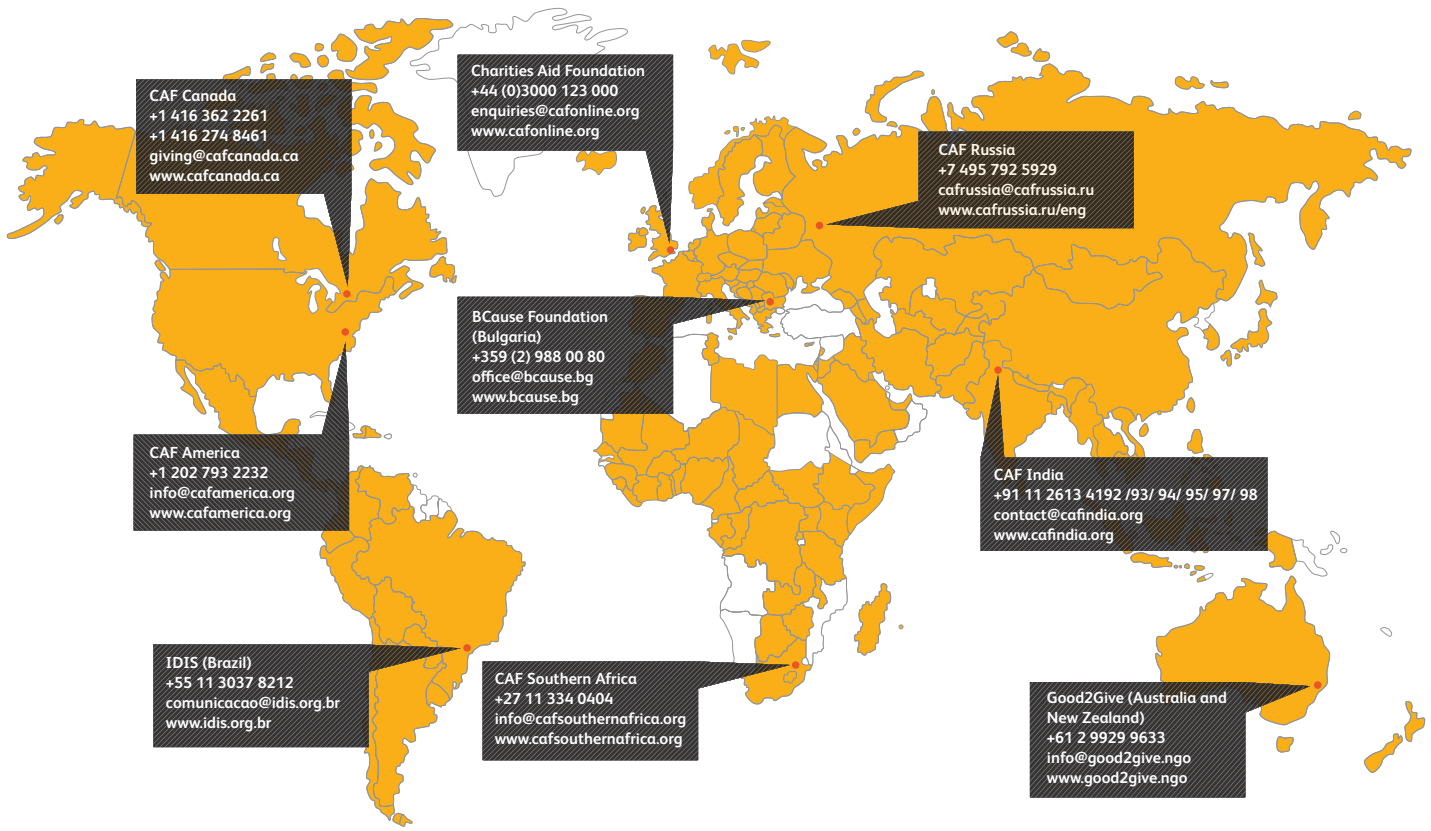 CAF Canada
+1 416 362 2261
+1 416 274 8461
giving@cafcanada.ca
www.cafcanada.ca
Charities Aid Foundation
+44 (0)3000 123 000
enquiries@cafonline.org
www.cafonline.org
CAF Russia
+7 495 792 5929
cafrussia@cafrussia.ru
www.cafrussia.ru/eng
BCause Foundation
(Bulgaria)
+359 (2) 988 00 80
office@bcause.bg
www.bcause.bg
CAF America
+1 202 793 2232
info@cafamerica.org
www.cafamerica.org
CAF India
+91 11 2613 4192 /93/ 94/ 95/ 97/ 98
contact@cafindia.org
www.cafindia.org
IDIS (Brazil)
+55 11 3037 8212
comunicacao@idis.org.br
www.idis.org.br
CAF Southern Africa
+27 11 334 0404
info@cafsouthernafrica.org
www.cafsouthernafrica.org
Good2Give (Australia and
New Zealand)
+61 2 9929 9633
info@good2give.ngo
www.good2give.ngo